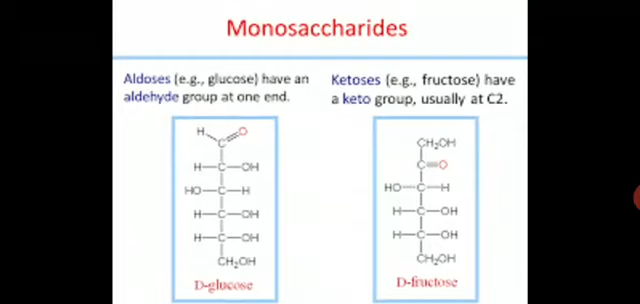 Monosaccharides
Aldoses (e.g., glucose) have an
aldehyde group at one end.
Ketoses (e.g., fructose) have
a keto group, usually at C2.
H O
C
H—C—OH
HO—C—H
H—C—OH
H—C—OH
CH₂OH
D-glucose
CH₂OH
C=O
HO—C—H
H—C—OH
H—C—OH
CH₂OH
D-fructose